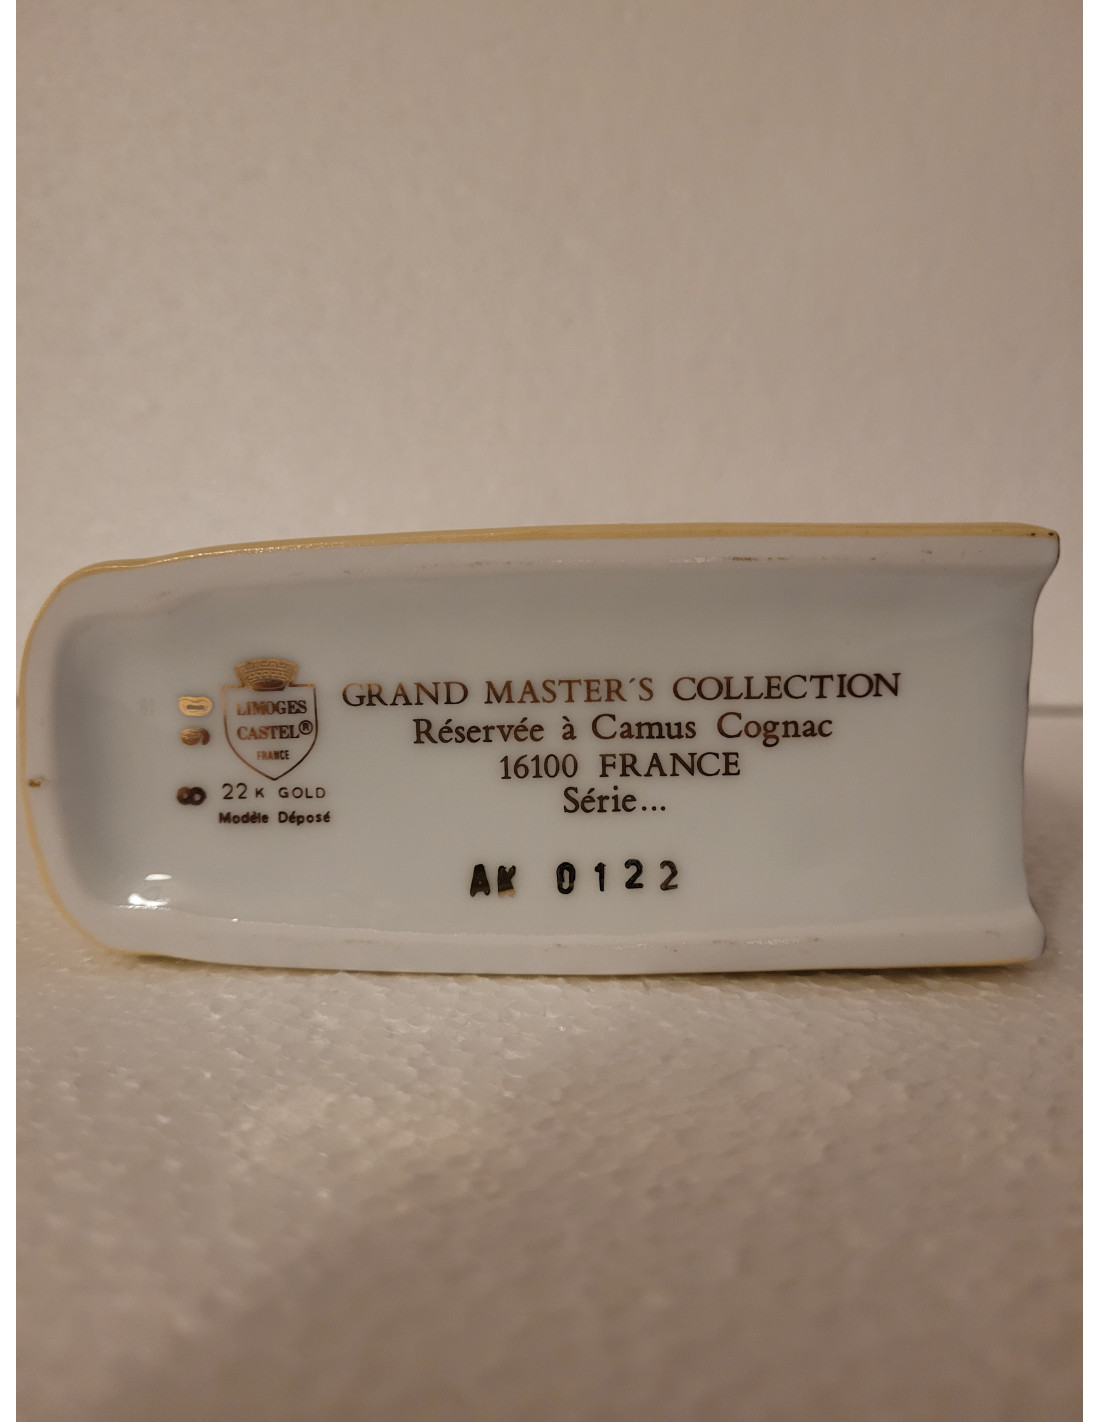 LIMOGES
CASTEL®
FRANCE
22 K GOLD
Modèle Déposé
GRAND MASTER´S COLLECTION
Réservée à Camus Cognac
16100 FRANCE
Série...
AK 0122